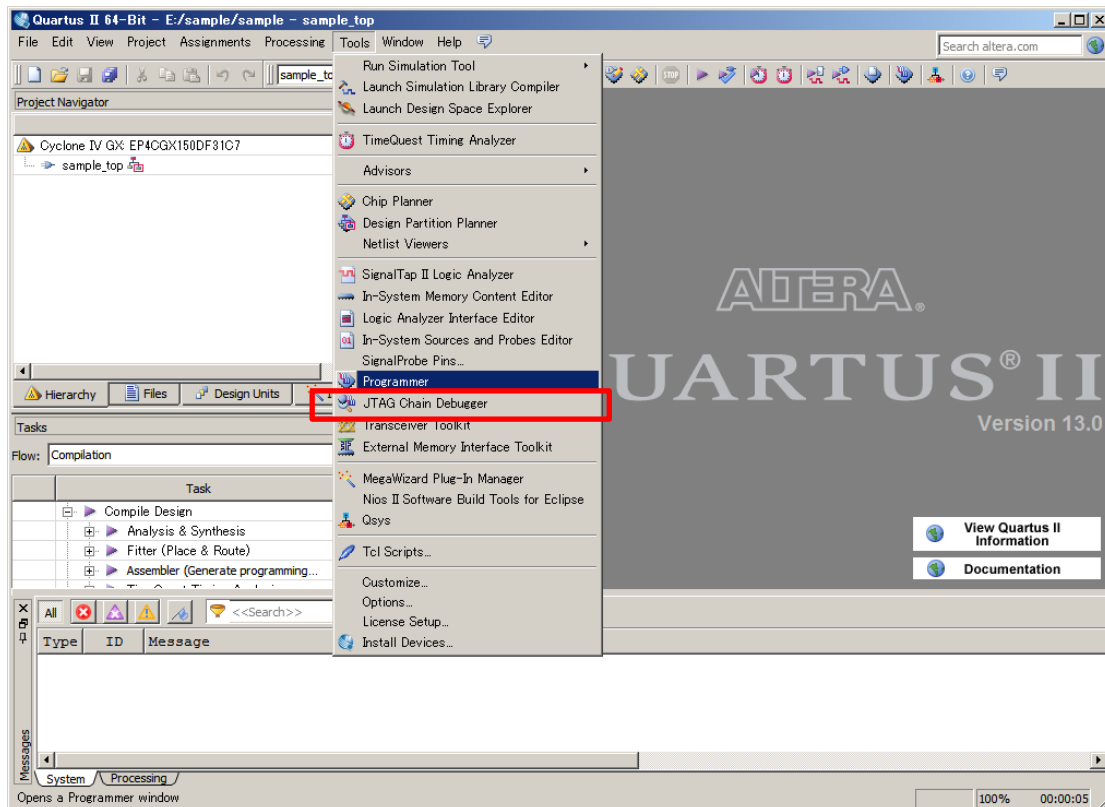 Quartus II 64-Bit - E:/sample/sample - sample_top
File Edit View Project Assignments Processing Tools Window Help
Search altera.com
sample_to
Project Navigator
Cyclone IV GX: EP4CGX150DF31C7
sample_top
Hierarchy Files Design Units
Tasks
Flow: Compilation
Task
Compile Design
Analysis & Synthesis
Fitter (Place & Route)
Assembler (Generate programming...
Run Simulation Tool
Launch Simulation Library Compiler
Launch Design Space Explorer
TimeQuest Timing Analyzer
Advisors
Chip Planner
Design Partition Planner
Netlist Viewers
SignalTap II Logic Analyzer
In-System Memory Content Editor
Logic Analyzer Interface Editor
In-System Sources and Probes Editor
SignalProbe Pins...
Programmer
JTAG Chain Debugger
Transceiver Toolkit
External Memory Interface Toolkit
MegaWizard Plug-In Manager
Nios II Software Build Tools for Eclipse
Qsys
Tcl Scripts...
Customize...
Options...
License Setup...
Install Devices...
STOP
ALTERA®
UARTUS® II
Version 13.0
View Quartus II
Information
Documentation
All <<Search>>
Type ID Message
Messages
System Processing
Opens a Programmer window
100% 00:00:05